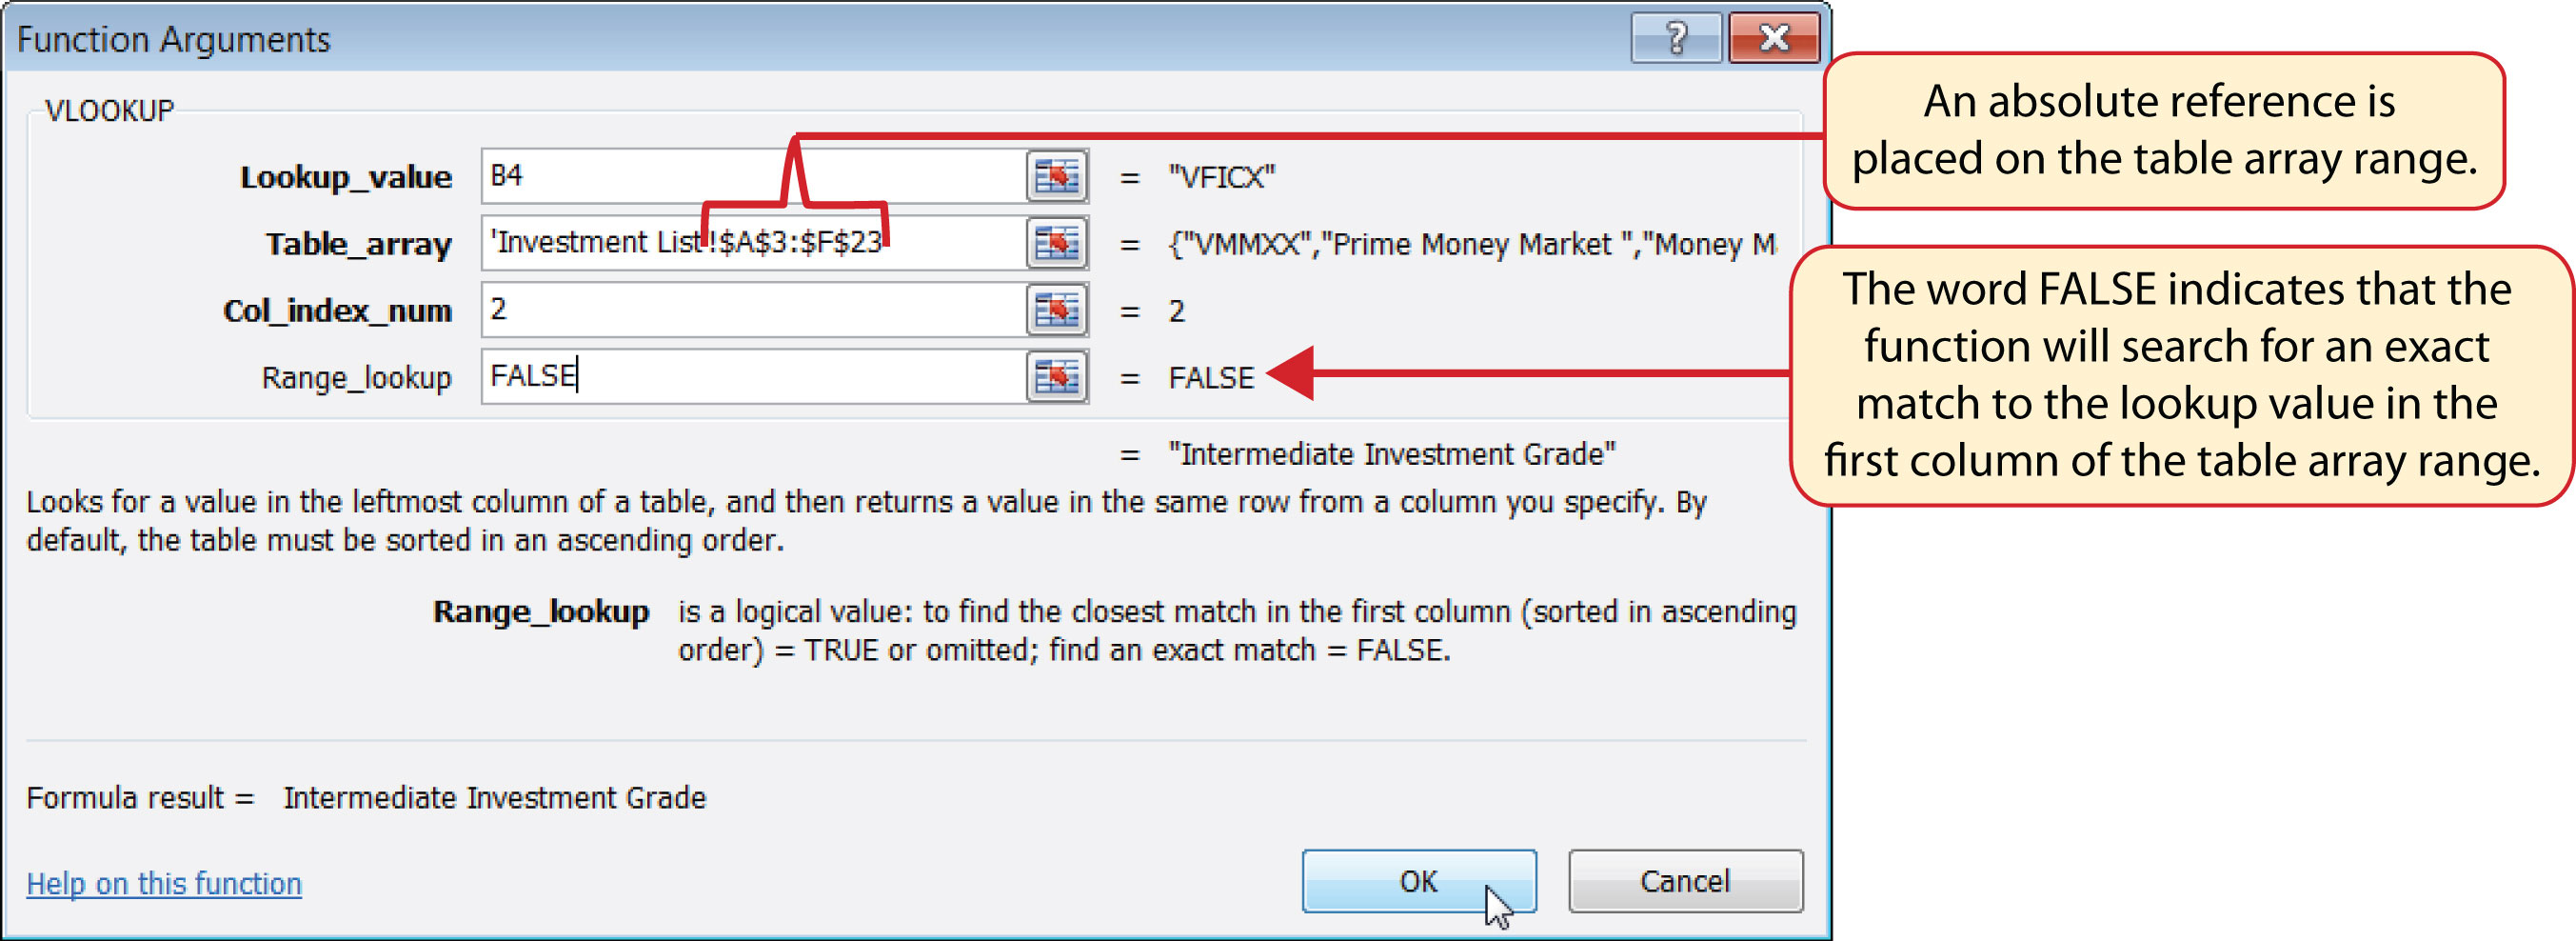 Function Arguments
An absolute reference is
placed on the table array range.
VLOOKUP
Lookup_value B4 = "VFICX"
Table_array 'Investment List'!$A$3:$F$23 = {"VMMXX","Prime Money Market ","Money M
Col_index_num 2 = 2
Range_lookup FALSE = FALSE
The word FALSE indicates that the
function will search for an exact
match to the lookup value in the
first column of the table array range.
= "Intermediate Investment Grade"
Looks for a value in the leftmost column of a table, and then returns a value in the same row from a column you specify. By
default, the table must be sorted in an ascending order.
Range_lookup is a logical value: to find the closest match in the first column (sorted in ascending
order) = TRUE or omitted; find an exact match = FALSE.
Formula result = Intermediate Investment Grade
Help on this function
OK
Cancel